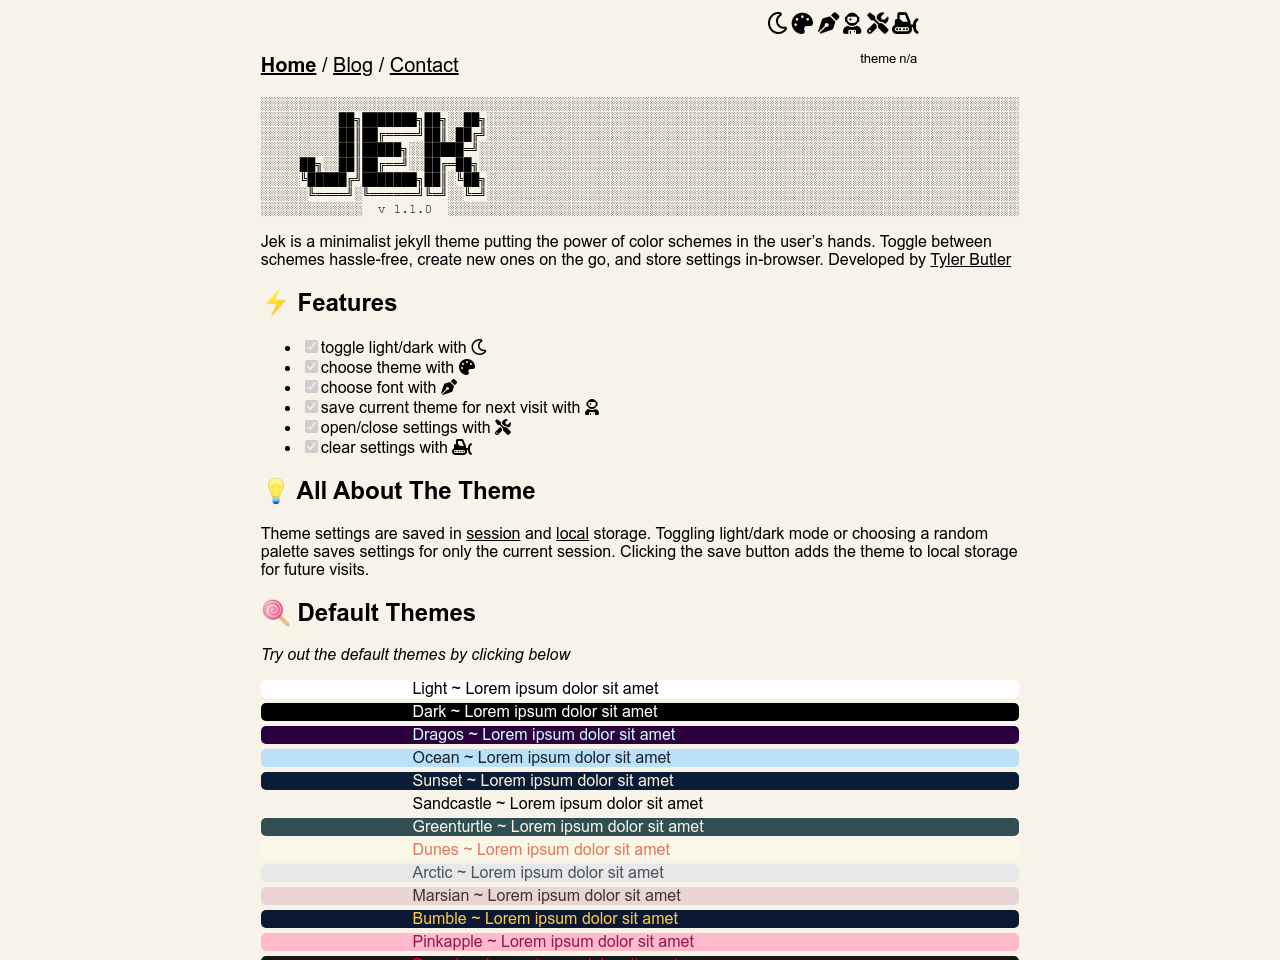 theme n/a
Home / Blog / Contact
JEK
v 1.1.0
Jek is a minimalist jekyll theme putting the power of color schemes in the user’s hands. Toggle between
schemes hassle-free, create new ones on the go, and store settings in-browser. Developed by Tyler Butler
⚡ Features
toggle light/dark with
choose theme with
choose font with
save current theme for next visit with
open/close settings with
clear settings with
💡 All About The Theme
Theme settings are saved in session and local storage. Toggling light/dark mode or choosing a random
palette saves settings for only the current session. Clicking the save button adds the theme to local storage
for future visits.
🍭 Default Themes
Try out the default themes by clicking below
Light ~ Lorem ipsum dolor sit amet
Dark ~ Lorem ipsum dolor sit amet
Dragos ~ Lorem ipsum dolor sit amet
Ocean ~ Lorem ipsum dolor sit amet
Sunset ~ Lorem ipsum dolor sit amet
Sandcastle ~ Lorem ipsum dolor sit amet
Greenturtle ~ Lorem ipsum dolor sit amet
Dunes ~ Lorem ipsum dolor sit amet
Arctic ~ Lorem ipsum dolor sit amet
Marsian ~ Lorem ipsum dolor sit amet
Bumble ~ Lorem ipsum dolor sit amet
Pinkapple ~ Lorem ipsum dolor sit amet